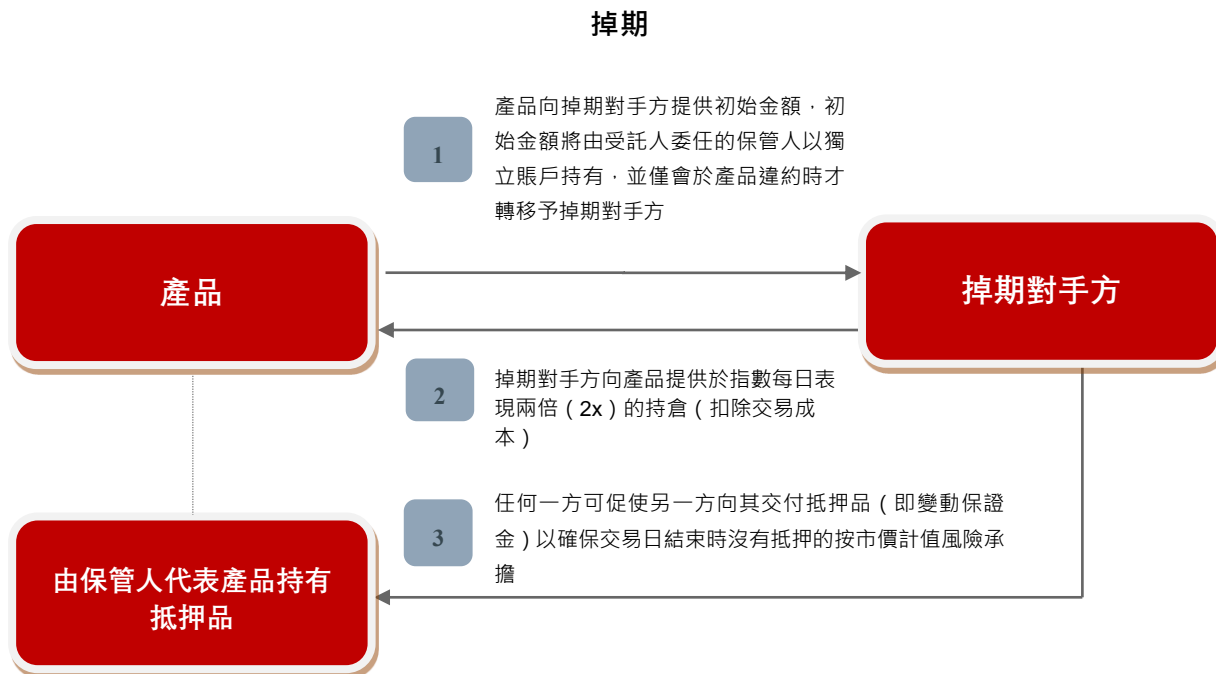 掉期
1
產品向掉期對手方提供初始金額，初
始金額將由受託人委任的保管人以獨
立賬戶持有，並僅會於產品違約時才
轉移予掉期對手方
產品
掉期對手方
2
掉期對手方向產品提供於指數每日表
現兩倍（2x）的持倉（扣除交易成
本）
3
任何一方可促使另一方向其交付抵押品（即變動保證
金）以確保交易日結束時沒有抵押的按市價計值風險承
擔
由保管人代表產品持有
抵押品